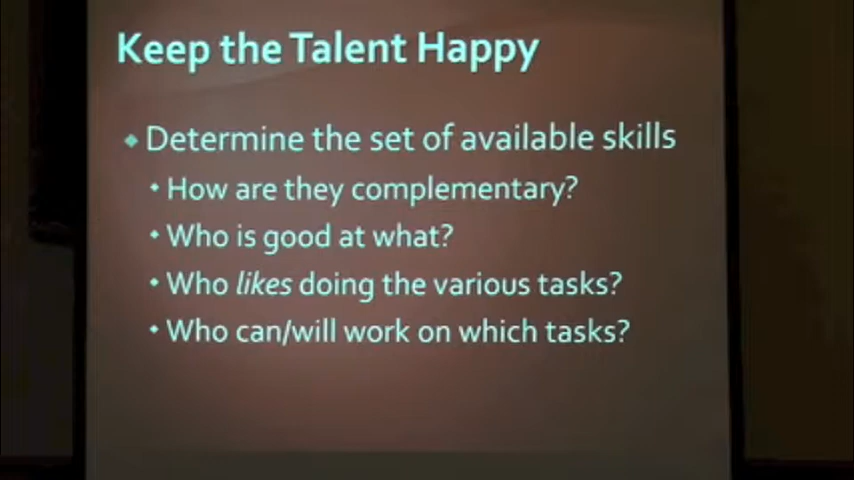 Keep the Talent Happy
Determine the set of available skills
How are they complementary?
Who is good at what?
Who likes doing the various tasks?
Who can/will work on which tasks?